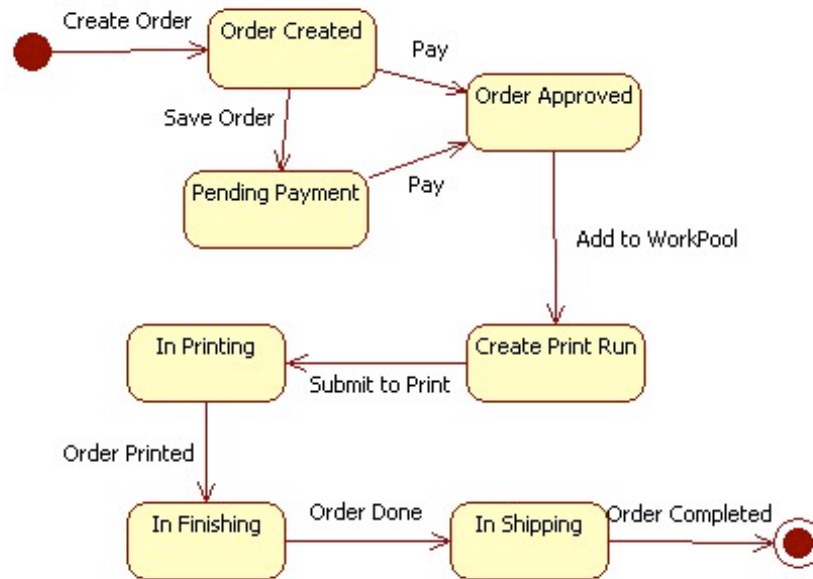 Create Order
Order Created
Pay
Order Approved
Save Order
Pending Payment
Pay
Add to WorkPool
In Printing
Create Print Run
Submit to Print
Order Printed
In Finishing
Order Done
In Shipping
Order Completed